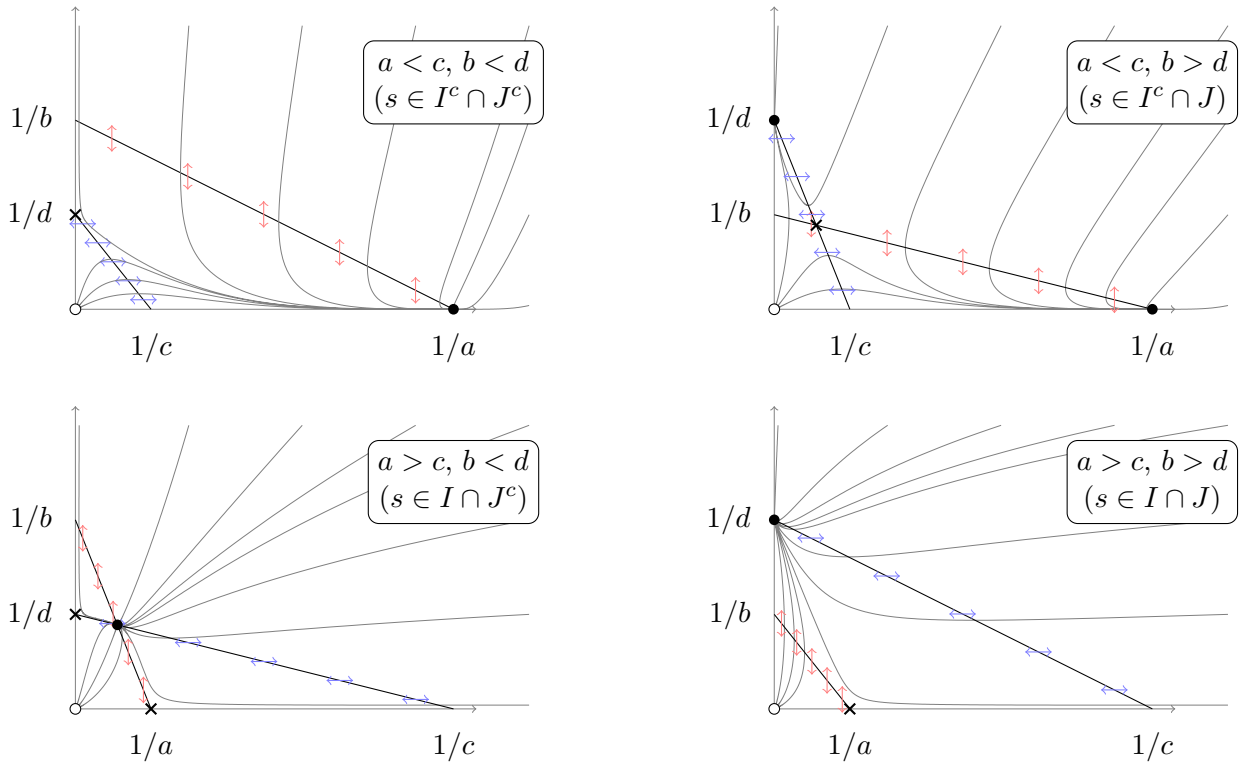 a < c, b < d
(s ∈ I^c ∩ J^c)
1/b
1/d
1/c
1/a
a < c, b > d
(s ∈ I^c ∩ J)
1/d
1/b
1/c
1/a
a > c, b < d
(s ∈ I ∩ J^c)
1/b
1/d
1/a
1/c
a > c, b > d
(s ∈ I ∩ J)
1/d
1/b
1/a
1/c